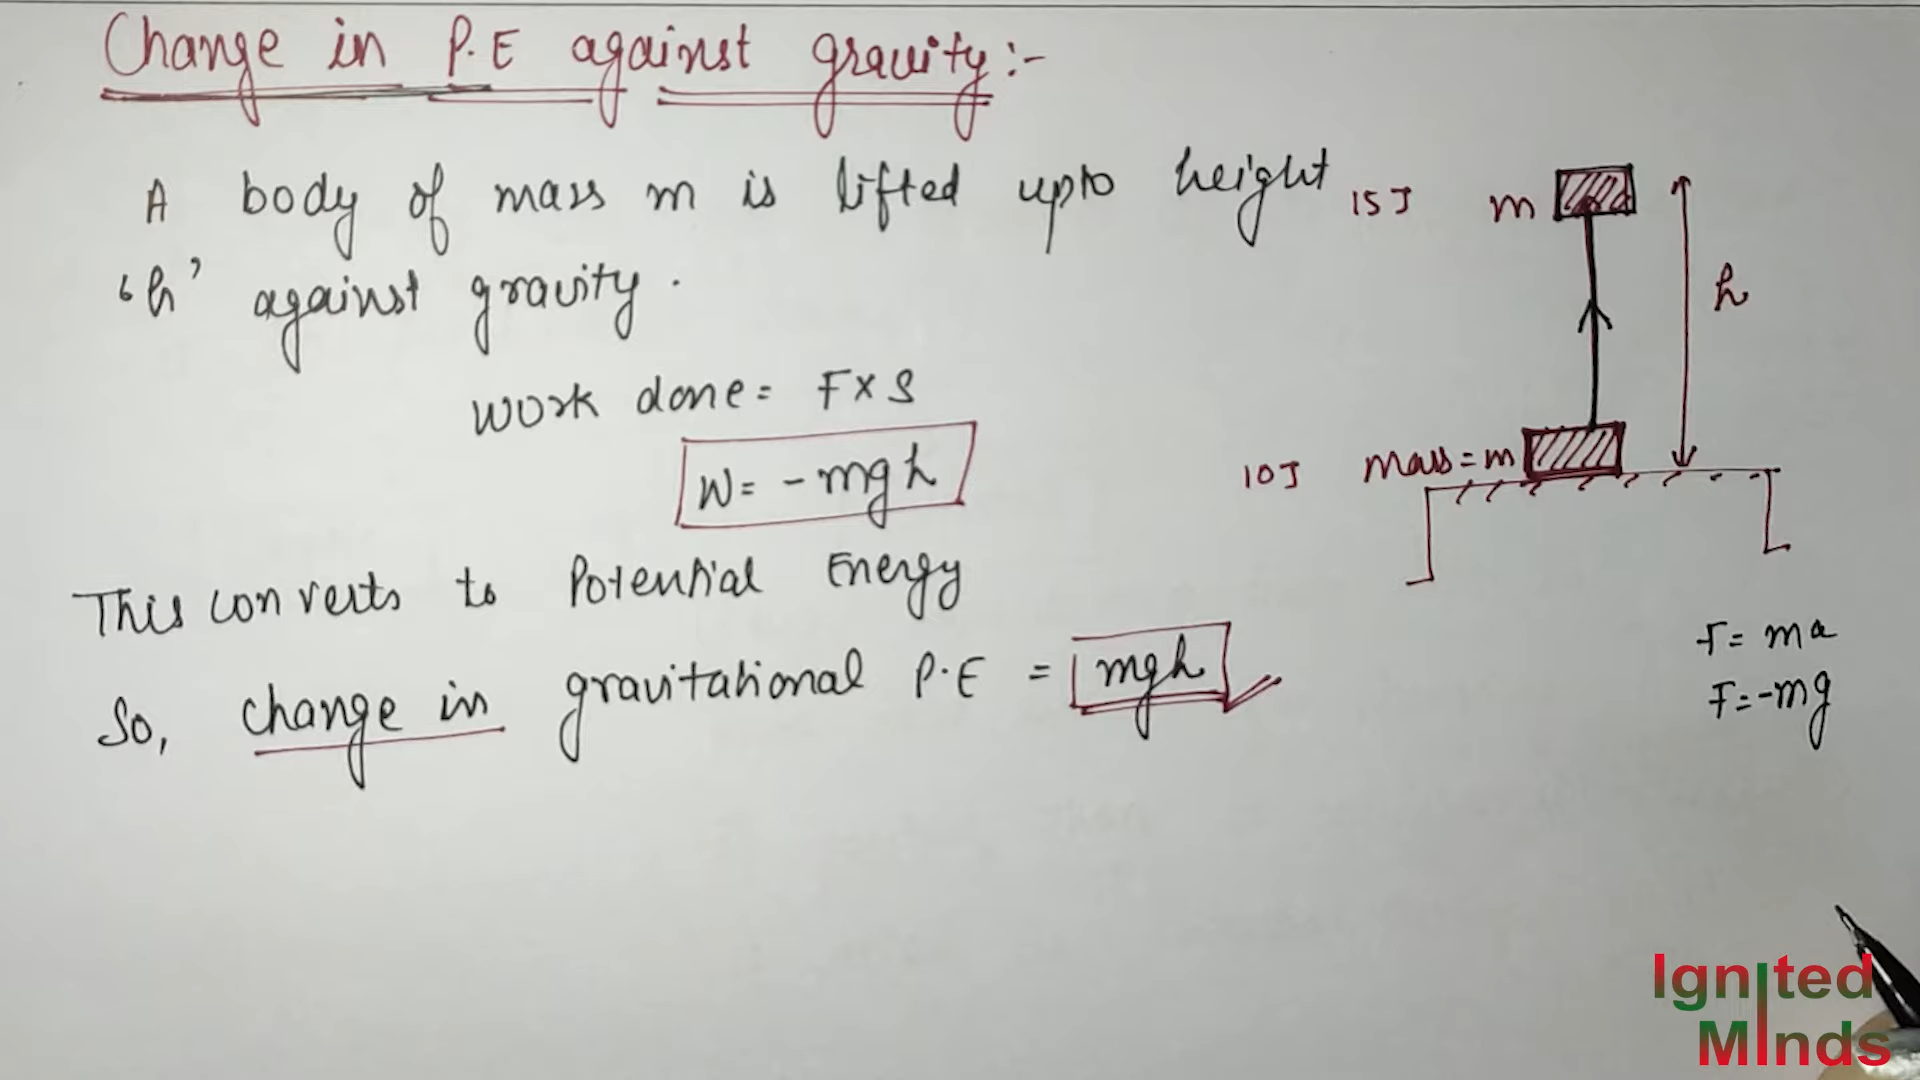 Change in P.E against gravity:-
A body of mass m is lifted upto height
'h' against gravity.
Work done = F x S
W = -mgh
This converts to Potential Energy
So, change in gravitational P.E = mgh
15J m
h
10J mass = m
F = ma
F = -mg
Ignited
Minds